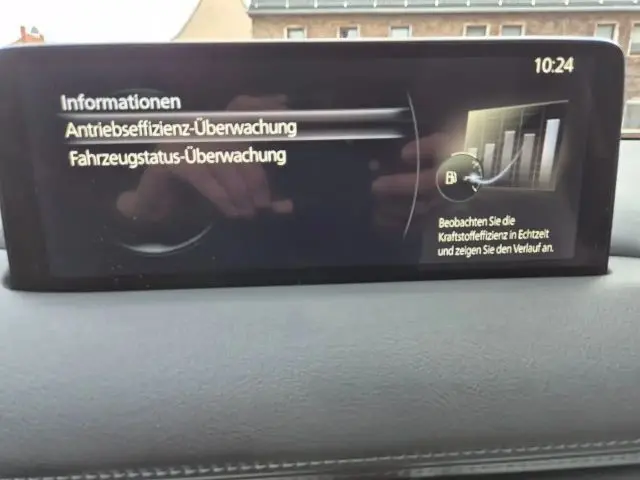 10:24
Informationen
Antriebseffizienz-Überwachung
Fahrzeugstatus-Überwachung
Beobachten Sie die
Kraftstoffeffizienz in Echtzeit
und zeigen Sie den Verlauf an.